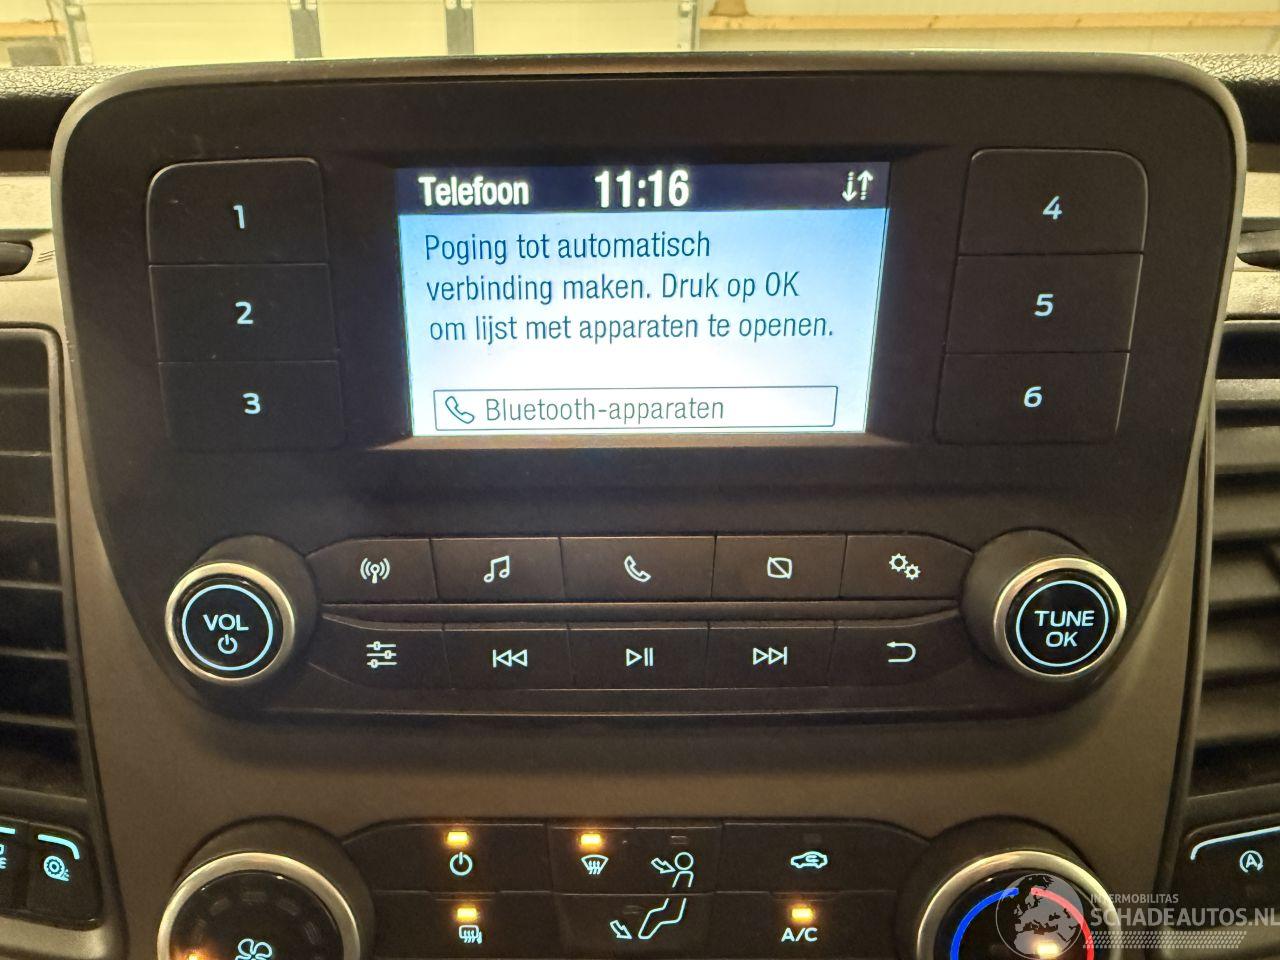 Telefoon 11:16
Poging tot automatisch
verbinding maken. Druk op OK
om lijst met apparaten te openen.
Bluetooth-apparaten
1
2
3
4
5
6
VOL
TUNE
OK
A/C
A
INTERMOBILITAS
SCHADEAUTOS.NL